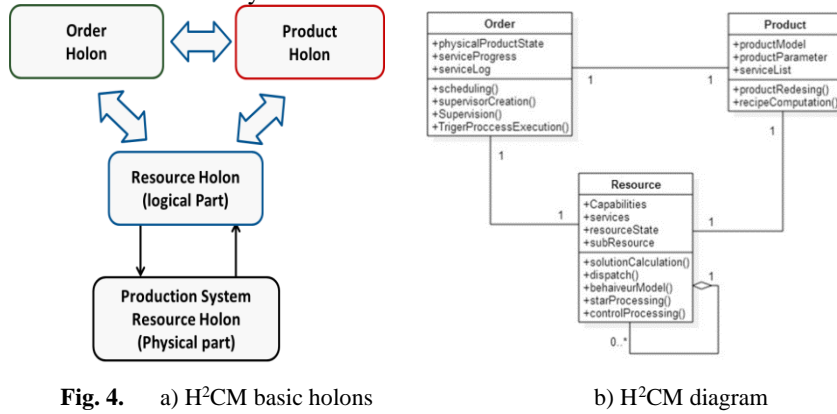 y
Order
Holon
Product
Holon
Resource Holon
(logical Part)
Production System
Resource Holon
(Physical part)
Order
+physicalProductState
+serviceProgress
+serviceLog
+scheduling()
+supervisorCreation()
+Supervision()
+TrigerProccessExecution()
1
1
Product
+productModel
+productParameter
+serviceList
+productRedesing()
+recipeComputation()
1
1
Resource
+Capabilities
+services
+resourceState
+subResource
+solutionCalculation()
+dispatch()
+behaiveurModel()
+starProcessing()
+controlProcessing()
1
1
1
0..*
Fig. 4. a) H²CM basic holons b) H²CM diagram